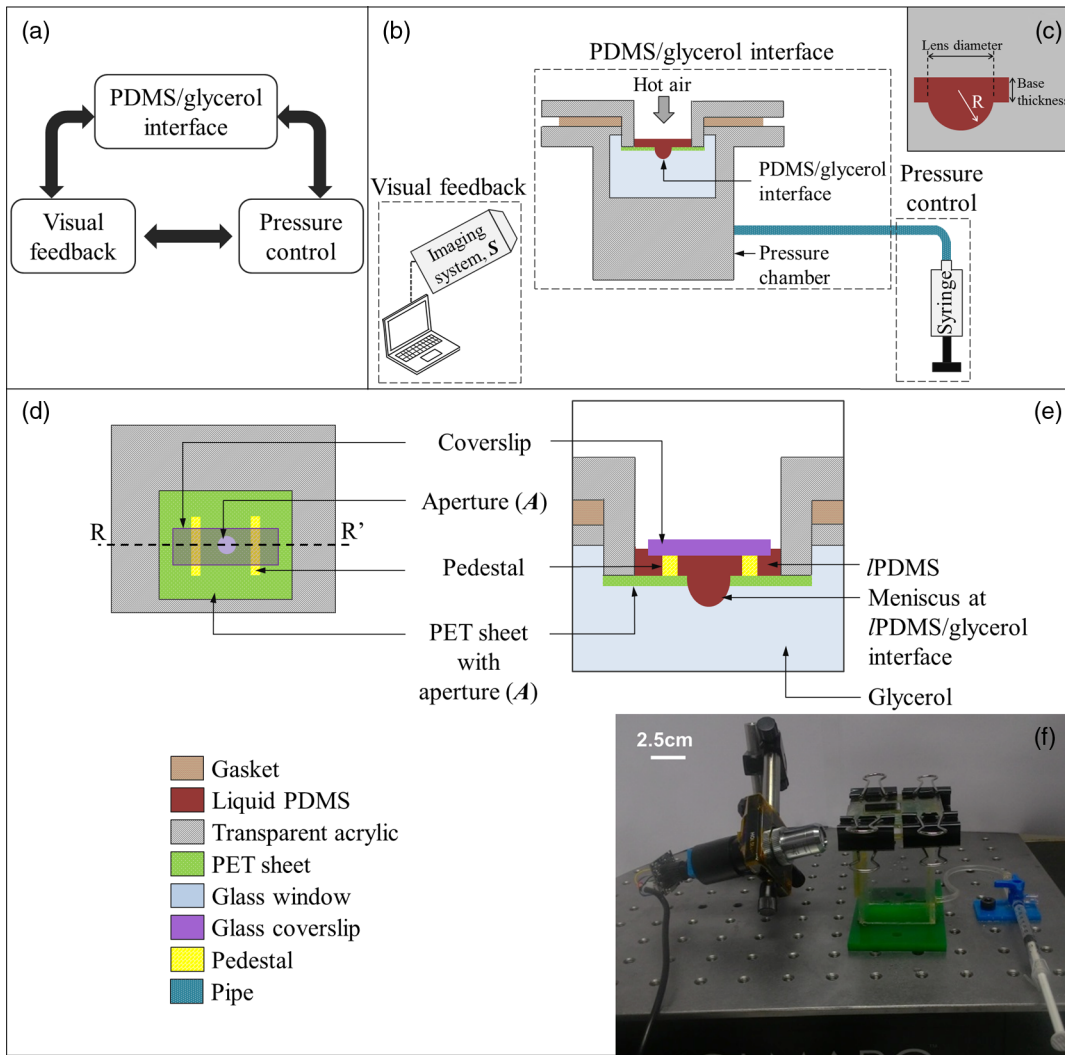 (a)
PDMS/glycerol
interface
Visual
feedback
Pressure
control
(b)
PDMS/glycerol interface
Hot air
PDMS/glycerol
interface
Pressure
chamber
Visual feedback
Imaging
system, S
Pressure
control
Syringe
(c)
Lens diameter
Base
thickness
R
(d)
R
R'
Coverslip
Aperture (A)
Pedestal
PET sheet
with
aperture (A)
(e)
lPDMS
Meniscus at
lPDMS/glycerol
interface
Glycerol
Gasket
Liquid PDMS
Transparent acrylic
PET sheet
Glass window
Glass coverslip
Pedestal
Pipe
(f)
2.5cm